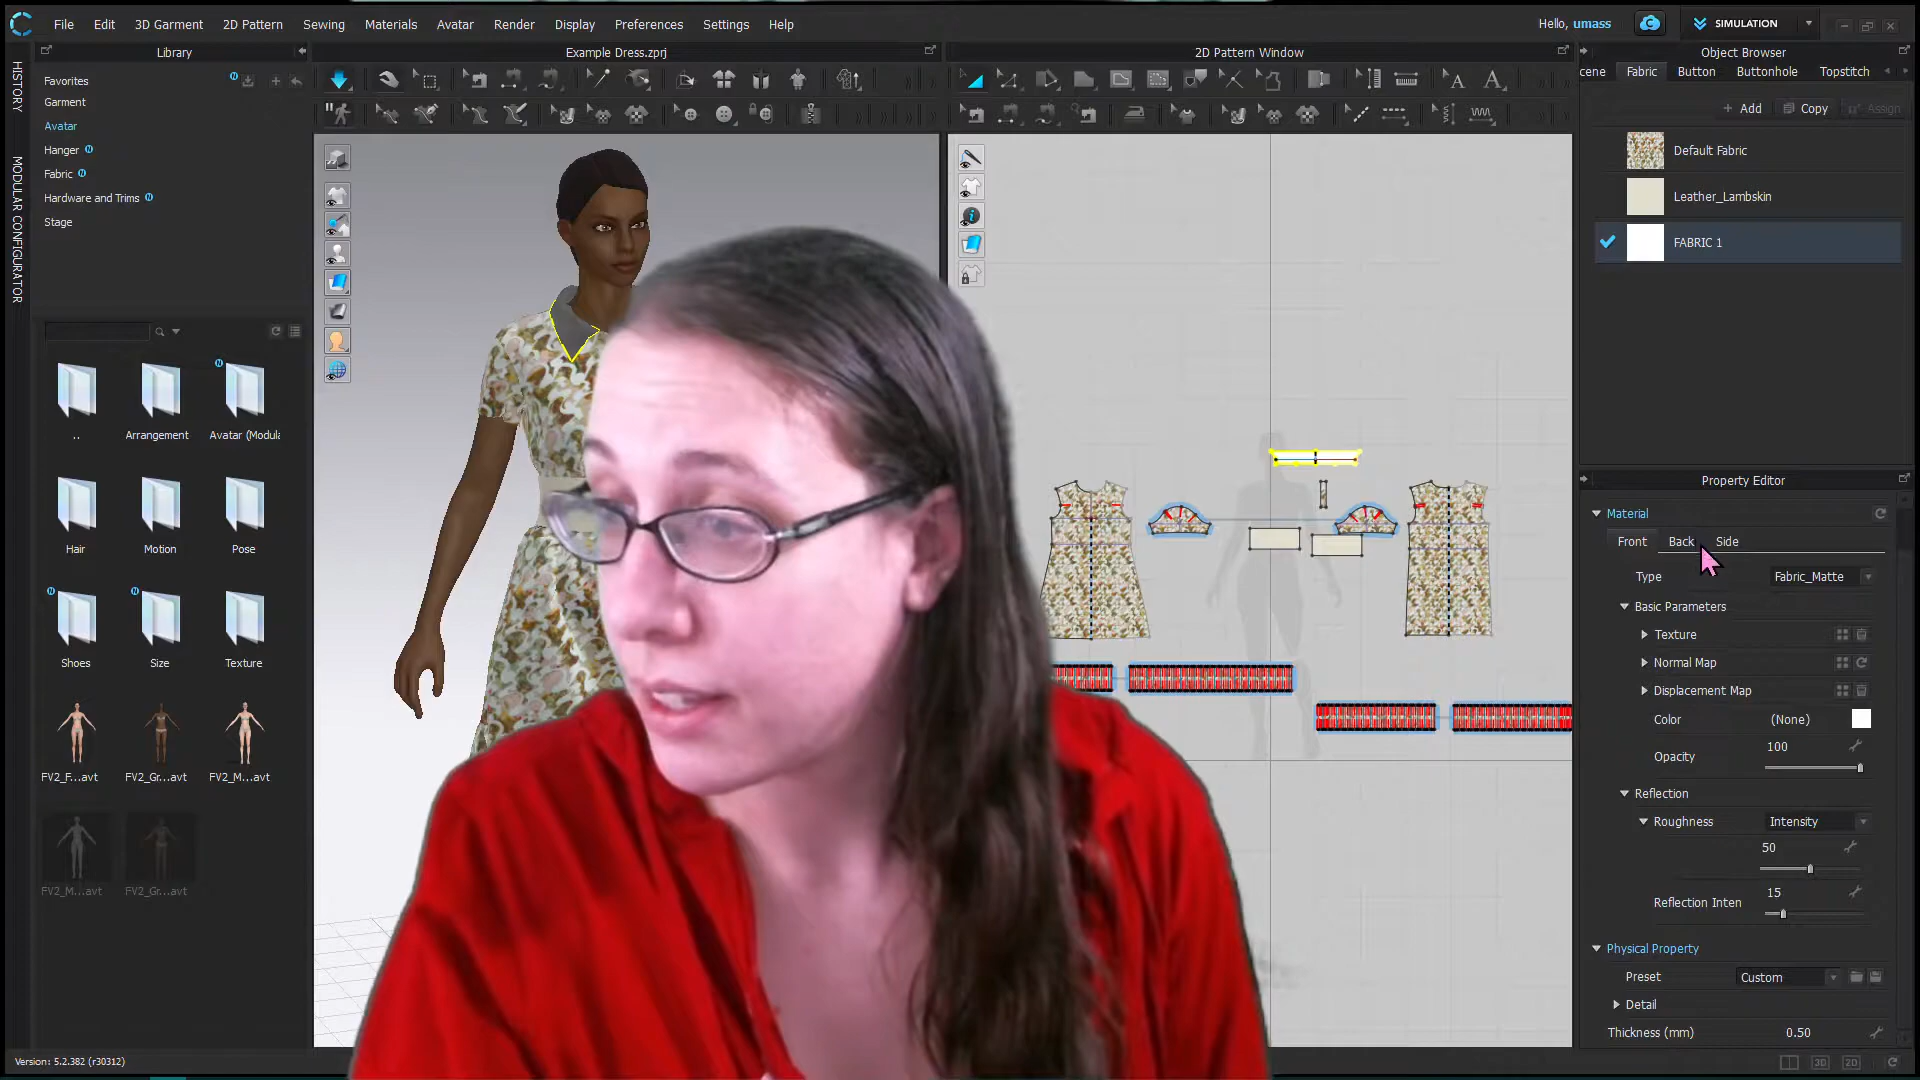 File Edit 3D Garment 2D Pattern Sewing Materials Avatar Render Display Preferences Settings Help
Hello, umass
SIMULATION
Library
Example Dress.zprj
2D Pattern Window
Object Browser
HISTORY
MODULAR CONFIGURATOR
Favorites
Garment
Avatar
Hanger
Fabric
Hardware and Trims
Stage
..
Arrangement
Avatar (Modula
Hair
Motion
Pose
Shoes
Size
Texture
FV2_F...avt
FV2_Gr...avt
FV2_M...avt
FV2_M...avt
FV2_Gr...avt
Version: 5.2.382 (r30312)
cene Fabric Button Buttonhole Topstitch
Add Copy Assign
Default Fabric
Leather_Lambskin
FABRIC 1
Property Editor
Material
Front Back Side
Type Fabric_Matte
Basic Parameters
Texture
Normal Map
Displacement Map
Color (None)
Opacity 100
Reflection
Roughness Intensity
50
Reflection Inten 15
Physical Property
Preset Custom
Detail
Thickness (mm) 0.50
3D 2D